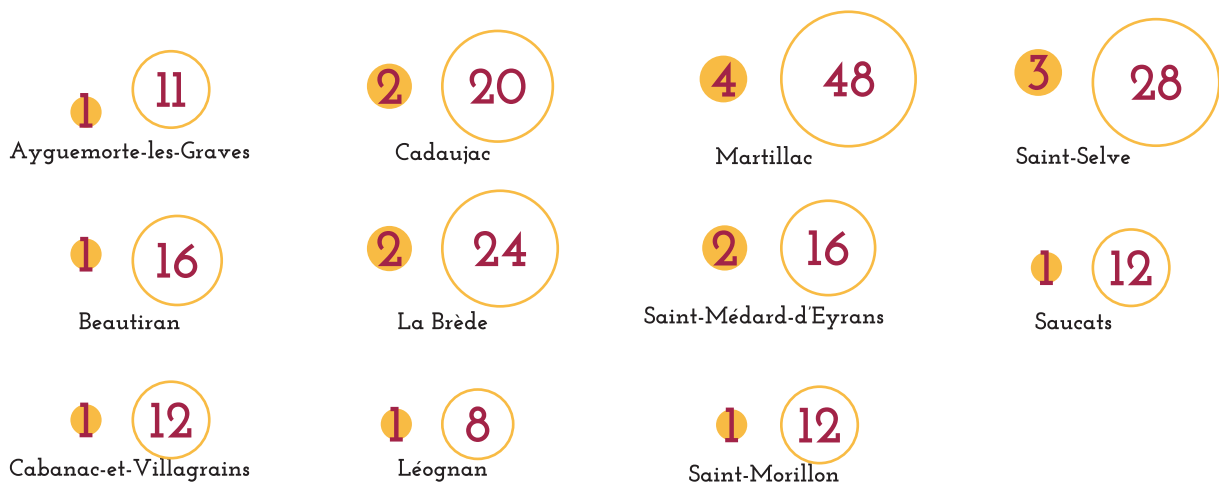 1 11
Ayguemorte-les-Graves
2 20
Cadaujac
4 48
Martillac
3 28
Saint-Selve
1 16
Beautiran
2 24
La Brède
2 16
Saint-Médard-d'Eyrans
1 12
Saucats
1 12
Cabanac-et-Villagrains
1 8
Léognan
1 12
Saint-Morillon